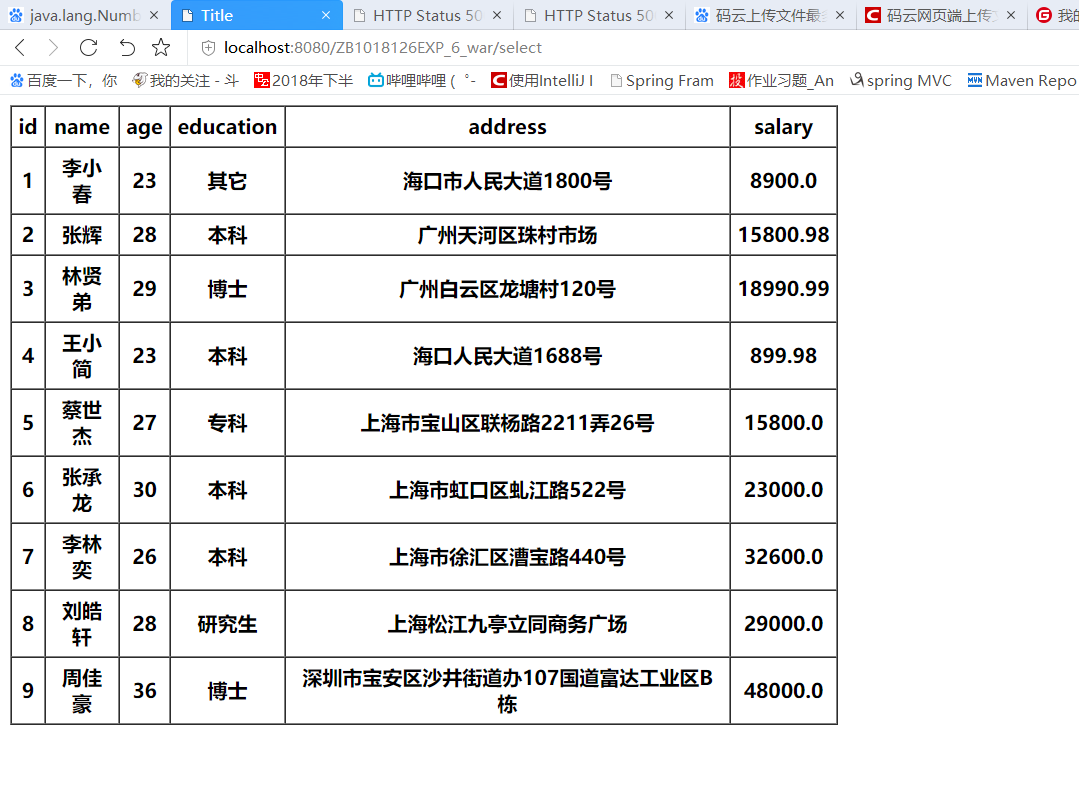 java.lang.Numb
Title
HTTP Status 50
HTTP Status 50
码云上传文件最
码云网页端上传
我的
localhost:8080/ZB1018126EXP_6_war/select
百度一下，你 我的关注 - 斗 2018年下半 哔哩哔哩 ( ゜- 使用IntelliJ I Spring Fram 作业习题_An spring MVC Maven Repo
id name age education address salary
1 李小春 23 其它 海口市人民大道1800号 8900.0
2 张辉 28 本科 广州天河区珠村市场 15800.98
3 林贤弟 29 博士 广州白云区龙塘村120号 18990.99
4 王小简 23 本科 海口人民大道1688号 899.98
5 蔡世杰 27 专科 上海市宝山区联杨路2211弄26号 15800.0
6 张承龙 30 本科 上海市虹口区虬江路522号 23000.0
7 李林奕 26 本科 上海市徐汇区漕宝路440号 32600.0
8 刘皓轩 28 研究生 上海松江九亭立同商务广场 29000.0
9 周佳豪 36 博士 深圳市宝安区沙井街道办107国道富达工业区B栋 48000.0